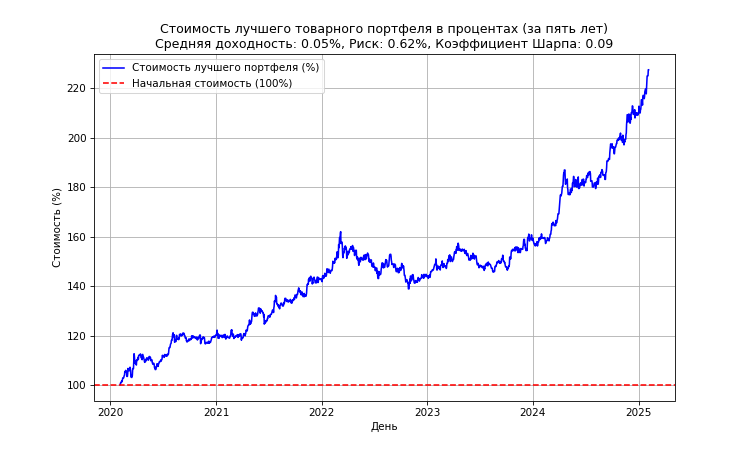 Стоимость лучшего товарного портфеля в процентах (за пять лет)
Средняя доходность: 0.05%, Риск: 0.62%, Коэффициент Шарпа: 0.09
Стоимость лучшего портфеля (%)
Начальная стоимость (100%)
Стоимость (%)
220
200
180
160
140
120
100
2020
2021
2022
2023
2024
2025
День